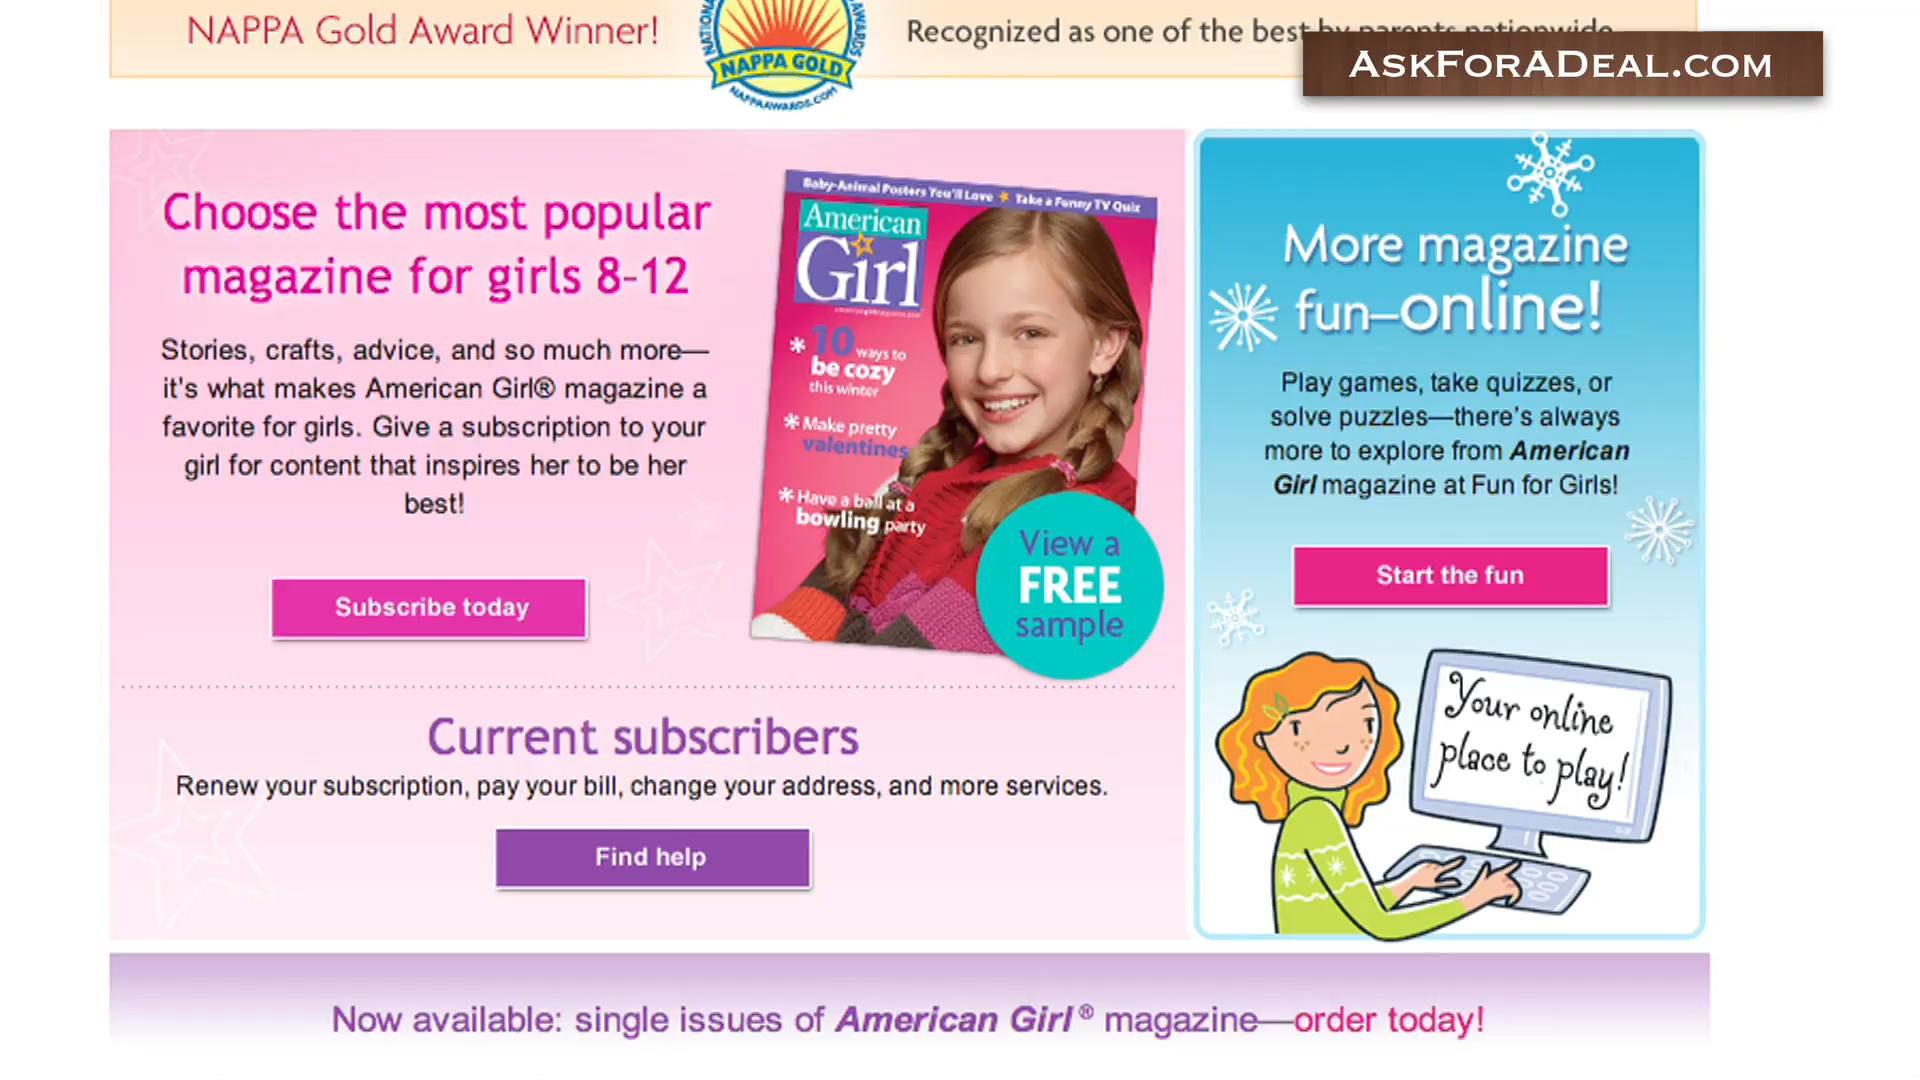 NAPPA Gold Award Winner!
NATIONAL
AWARDS
NAPPA GOLD
NAPPAAWARDS.COM
Recognized as one of the best by parents nationwide
ASKFORADEAL.COM
Choose the most popular
magazine for girls 8-12
Stories, crafts, advice, and so much more—
it's what makes American Girl® magazine a
favorite for girls. Give a subscription to your
girl for content that inspires her to be her
best!
Subscribe today
Baby-Animal Posters You'll Love ★ Take a Funny TV Quiz
American
Girl
* 10 ways to
be cozy
this winter
* Make pretty
valentines
* Have a ball at a
bowling party
View a
FREE
sample
Current subscribers
Renew your subscription, pay your bill, change your address, and more services.
Find help
More magazine
fun–online!
Play games, take quizzes, or
solve puzzles—there's always
more to explore from American
Girl magazine at Fun for Girls!
Start the fun
Your online
place to play!
Now available: single issues of American Girl® magazine—order today!